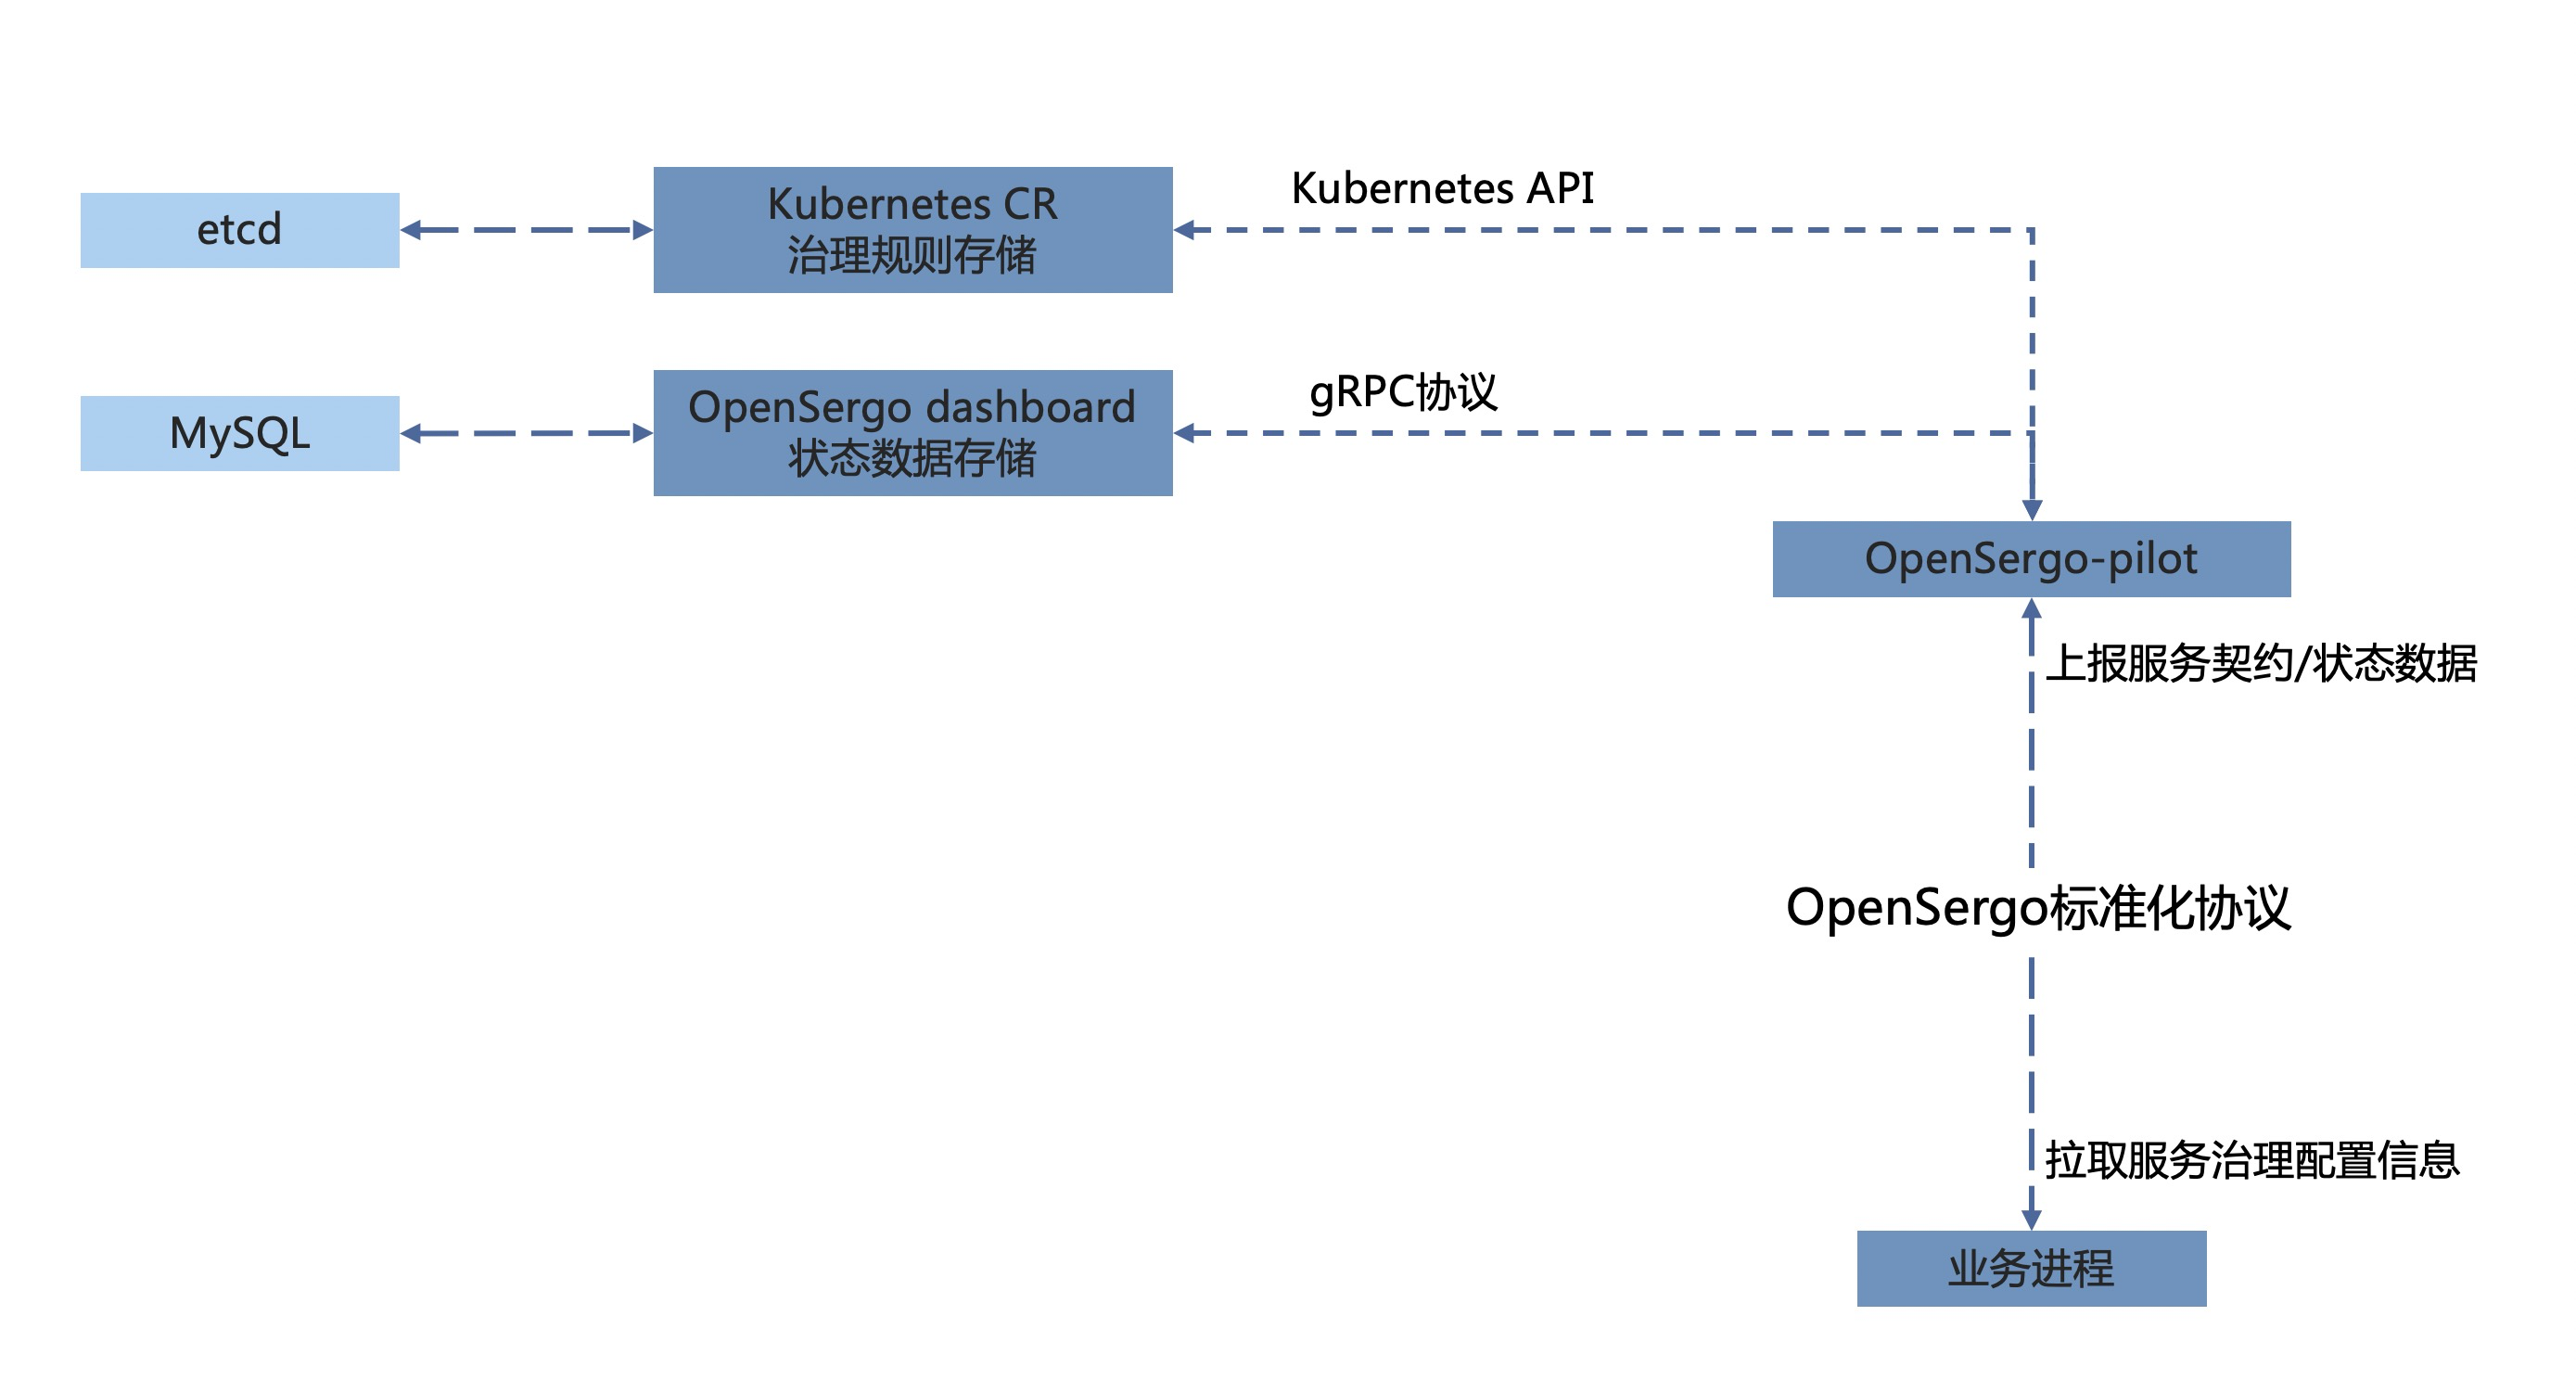 Kubernetes API
etcd
Kubernetes CR
治理规则存储
gRPC协议
MySQL
OpenSergo dashboard
状态数据存储
OpenSergo-pilot
上报服务契约/状态数据
OpenSergo标准化协议
拉取服务治理配置信息
业务进程